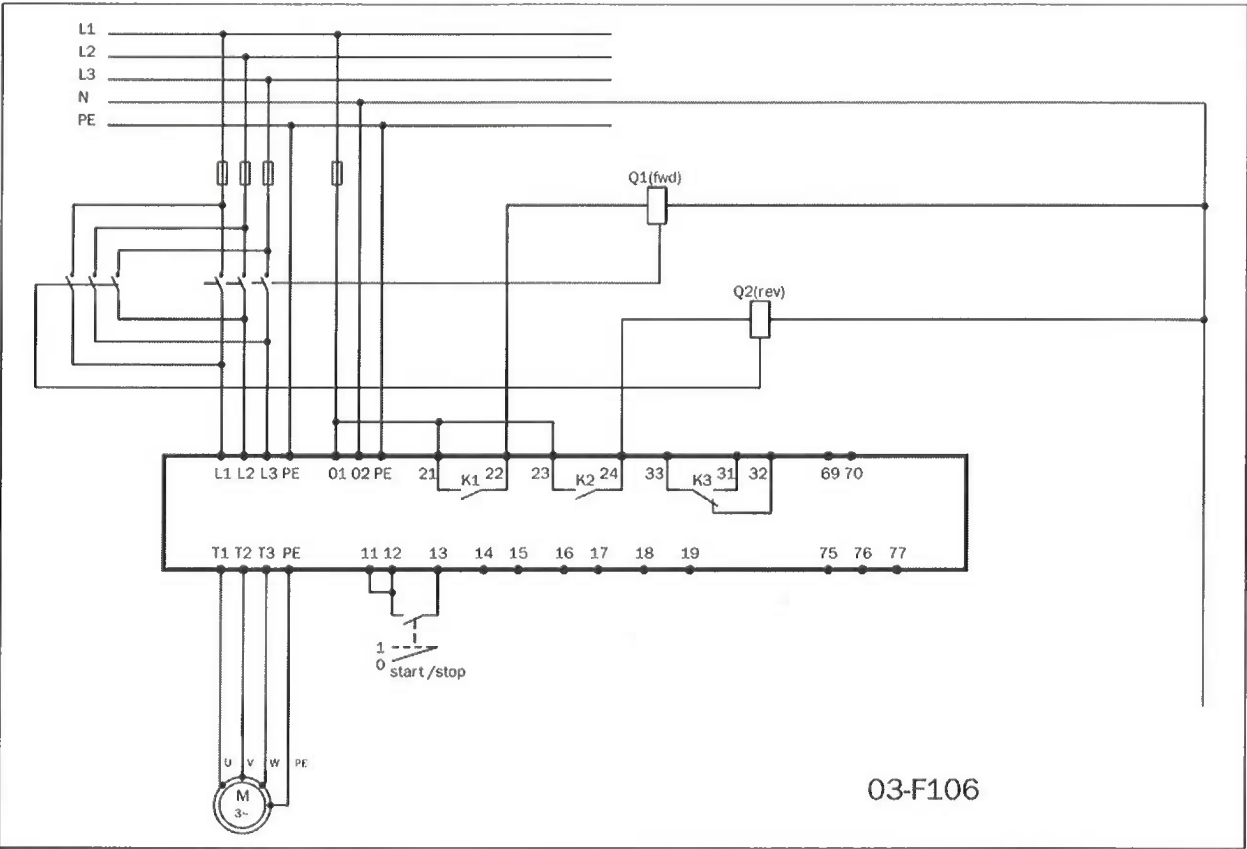 L1
L2
L3
N
PE
Q1(fwd)
Q2(rev)
L1 L2 L3 PE 01 02 PE 21 22 23 24 33 31 32 69 70
K1 K2 K3
T1 T2 T3 PE 11 12 13 14 15 16 17 18 19 75 76 77
1
0
start/stop
U V W PE
M
3~
03-F106